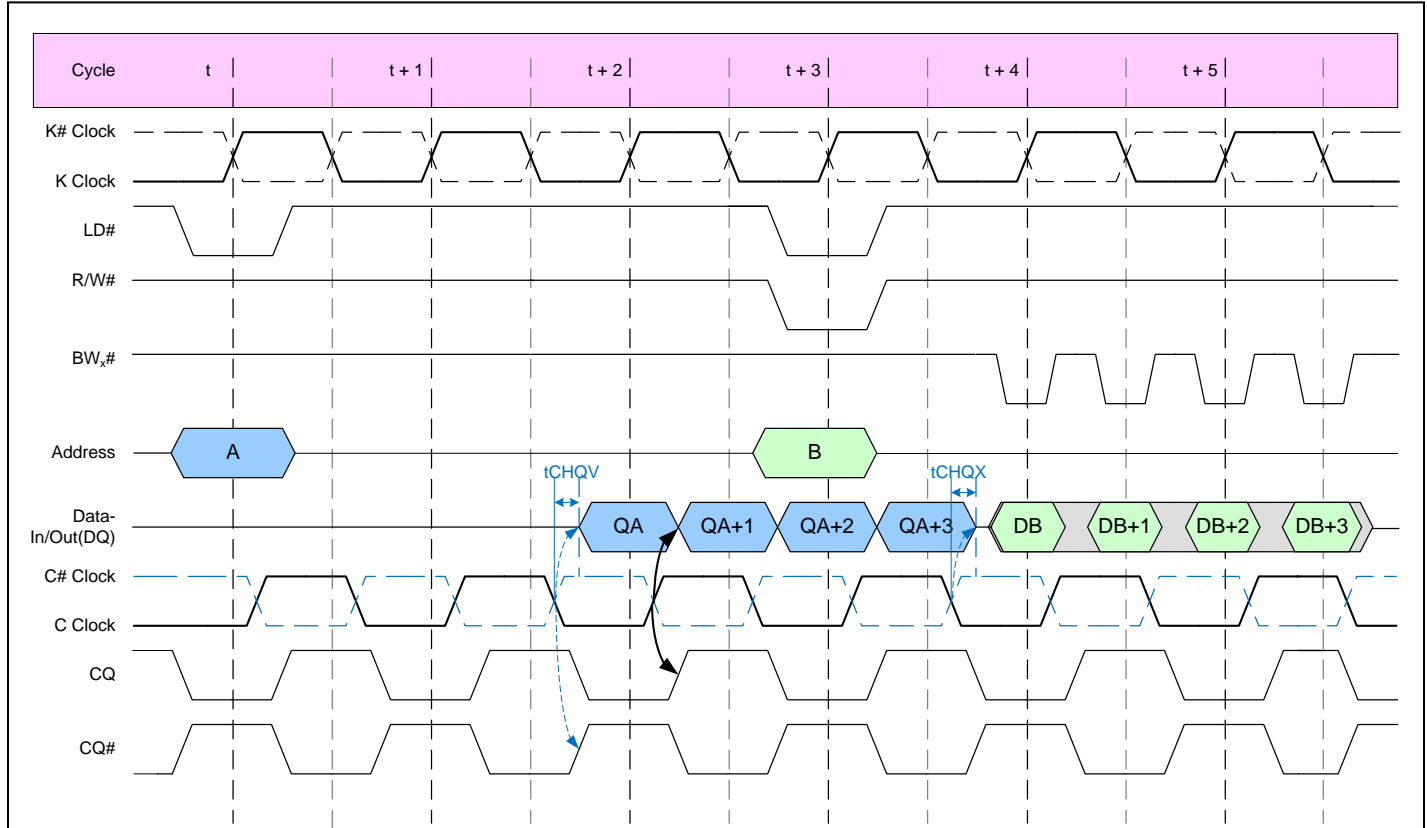 Cycle t t + 1 t + 2 t + 3 t + 4 t + 5
K# Clock
K Clock
LD#
R/W#
BWx#
Address A B
tCHQV tCHQX
Data-
In/Out(DQ) QA QA+1 QA+2 QA+3 DB DB+1 DB+2 DB+3
C# Clock
C Clock
CQ
CQ#